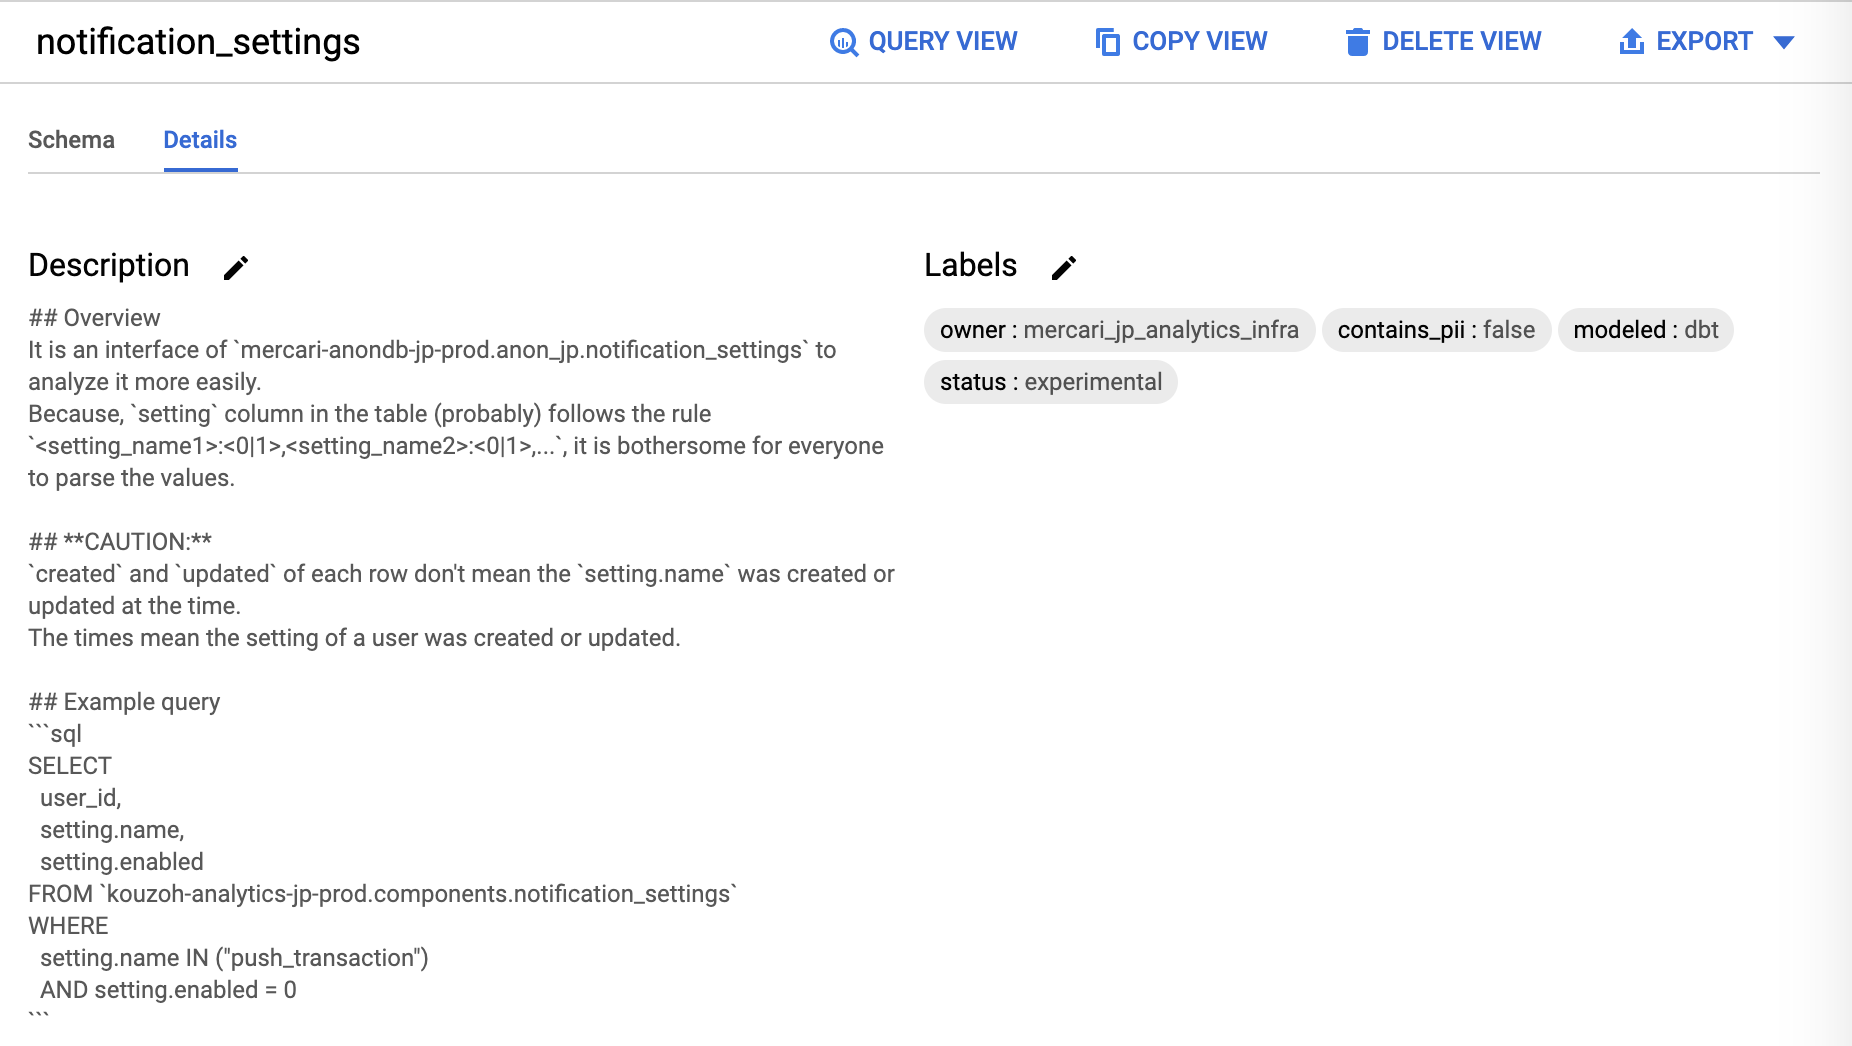 notification_settings
QUERY VIEW
COPY VIEW
DELETE VIEW
EXPORT
Schema
Details
Description
## Overview
It is an interface of `mercari-anondb-jp-prod.anon_jp.notification_settings` to
analyze it more easily.
Because, `setting` column in the table (probably) follows the rule
`<setting_name1>:<0|1>,<setting_name2>:<0|1>,...`, it is bothersome for everyone
to parse the values.
## **CAUTION:**
`created` and `updated` of each row don't mean the `setting.name` was created or
updated at the time.
The times mean the setting of a user was created or updated.
## Example query
```sql
SELECT
  user_id,
  setting.name,
  setting.enabled
FROM `kouzoh-analytics-jp-prod.components.notification_settings`
WHERE
  setting.name IN ("push_transaction")
  AND setting.enabled = 0
```
Labels
owner : mercari_jp_analytics_infra
contains_pii : false
modeled : dbt
status : experimental